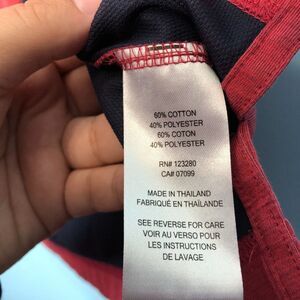 60% COTTON
40% POLYESTER
60% COTON
40% POLYESTER
RN# 123280
CA# 07099
MADE IN THAILAND
FABRIQUÉ EN THAÏLANDE
SEE REVERSE FOR CARE
VOIR AU VERSO POUR
LES INSTRUCTIONS
DE LAVAGE